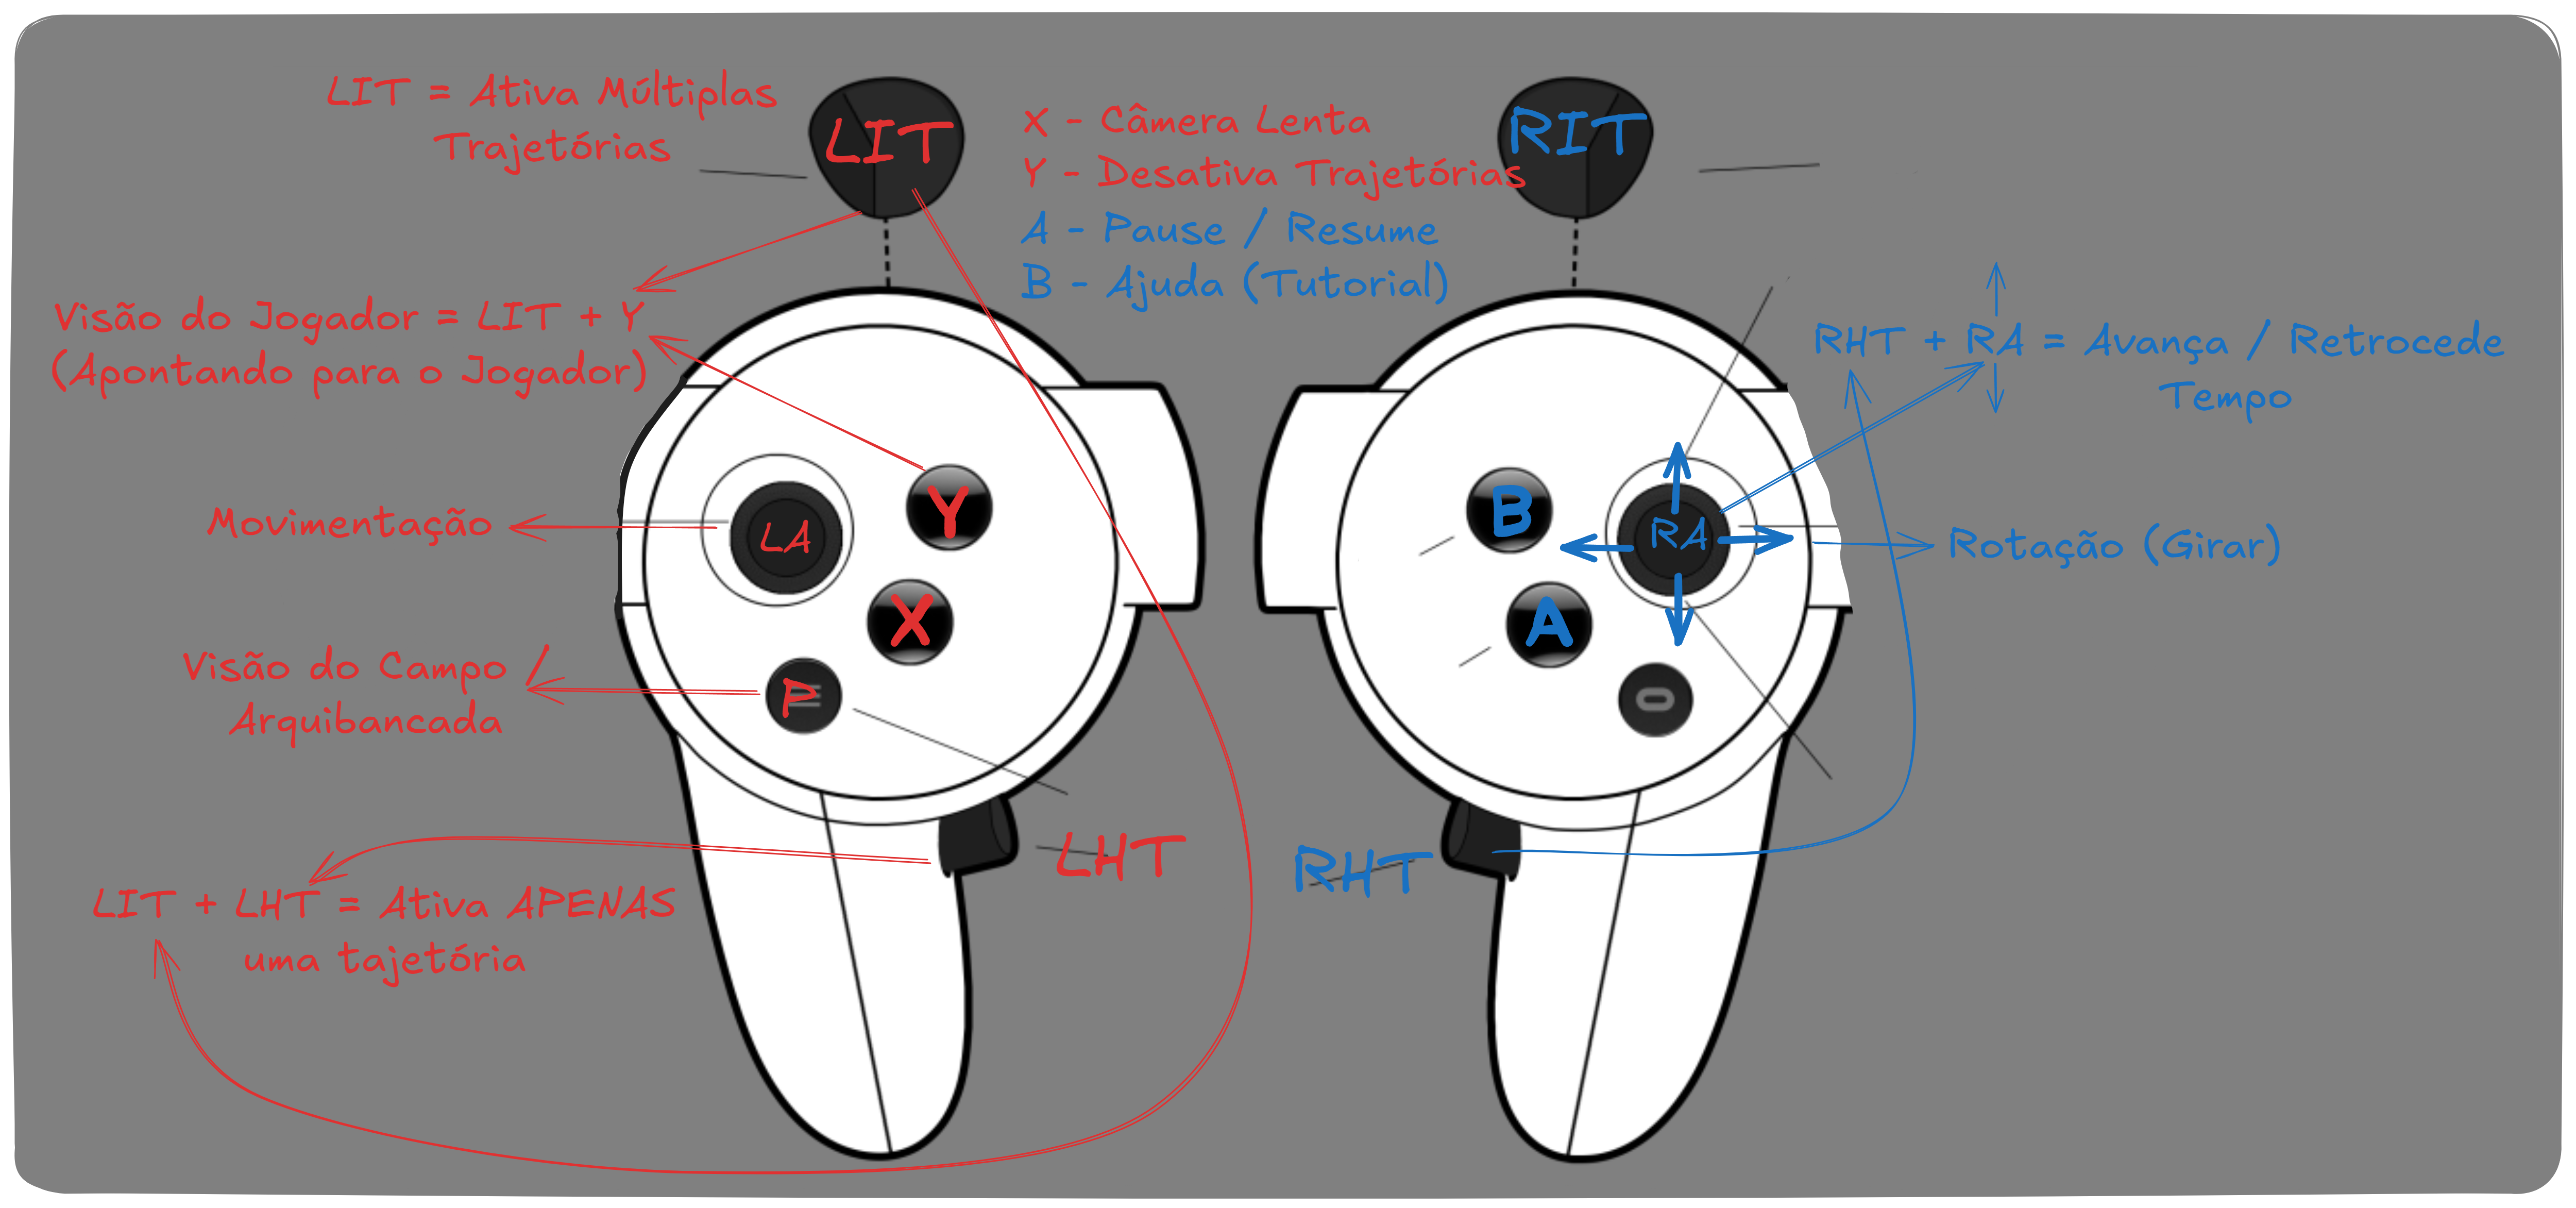 LIT = Ativa Múltiplas
Trajetórias
LIT
X - Câmera Lenta
Y - Desativa Trajetórias
A - Pause / Resume
B - Ajuda (Tutorial)
RIT
Visão do Jogador = LIT + Y
(Apontando para o Jogador)
RHT + RA = Avança / Retrocede
Tempo
Movimentação
LA
Y
X
B
A
RA
Rotação (Girar)
Visão do Campo /
Arquibancada
P
LHT
RHT
LIT + LHT = Ativa APENAS
uma tajetória